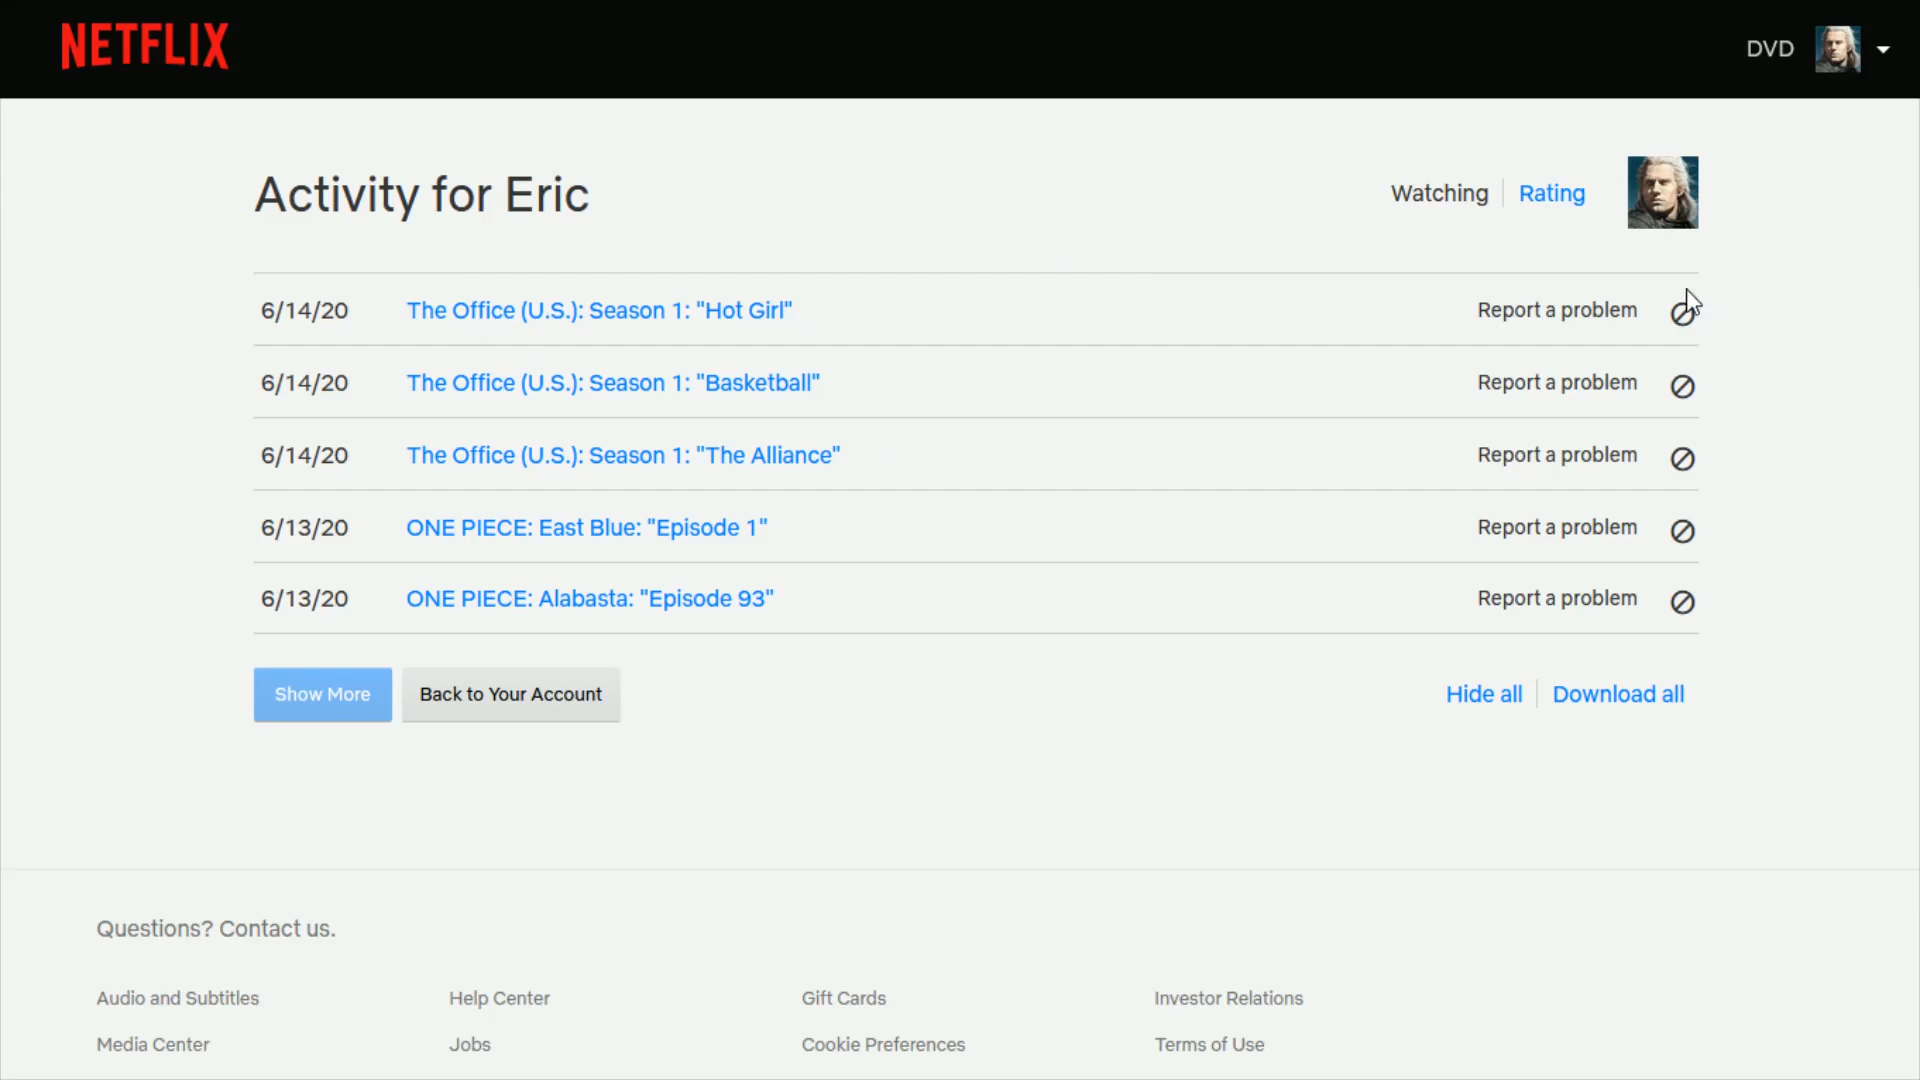 NETFLIX
DVD
Activity for Eric
Watching
Rating
6/14/20 The Office (U.S.): Season 1: "Hot Girl" Report a problem
6/14/20 The Office (U.S.): Season 1: "Basketball" Report a problem
6/14/20 The Office (U.S.): Season 1: "The Alliance" Report a problem
6/13/20 ONE PIECE: East Blue: "Episode 1" Report a problem
6/13/20 ONE PIECE: Alabasta: "Episode 93" Report a problem
Show More Back to Your Account Hide all Download all
Questions? Contact us.
Audio and Subtitles Help Center Gift Cards Investor Relations
Media Center Jobs Cookie Preferences Terms of Use